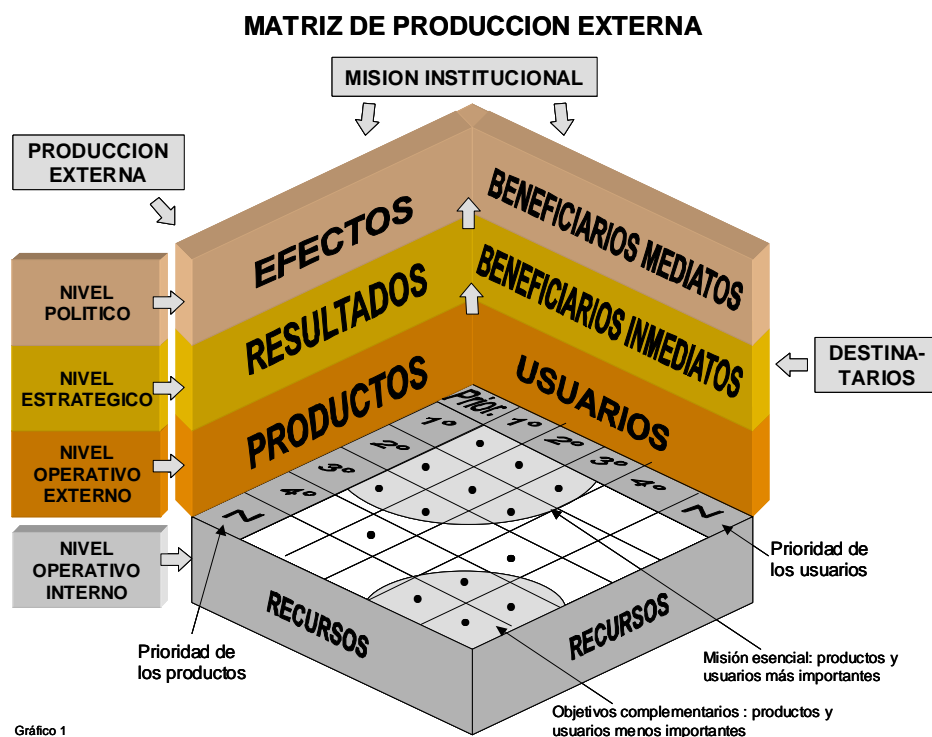 MATRIZ DE PRODUCCION EXTERNA
MISION INSTITUCIONAL
PRODUCCION
EXTERNA
EFECTOS
BENEFICIARIOS MEDIATOS
RESULTADOS
BENEFICIARIOS INMEDIATOS
PRODUCTOS
USUARIOS
NIVEL
POLITICO
NIVEL
ESTRATEGICO
NIVEL
OPERATIVO
EXTERNO
NIVEL
OPERATIVO
INTERNO
DESTINA-
TARIOS
Prior.
1º
2º
3º
4º
N
1º
2º
3º
4º
N
RECURSOS
RECURSOS
Prioridad de
los usuarios
Prioridad de
los productos
Misión esencial: productos y
usuarios más importantes
Objetivos complementarios : productos y
usuarios menos importantes
Gráfico 1